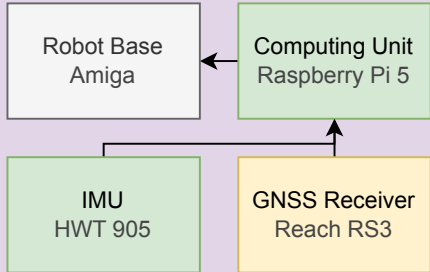 Robot Base
Amiga
Computing Unit
Raspberry Pi 5
IMU
HWT 905
GNSS Receiver
Reach RS3